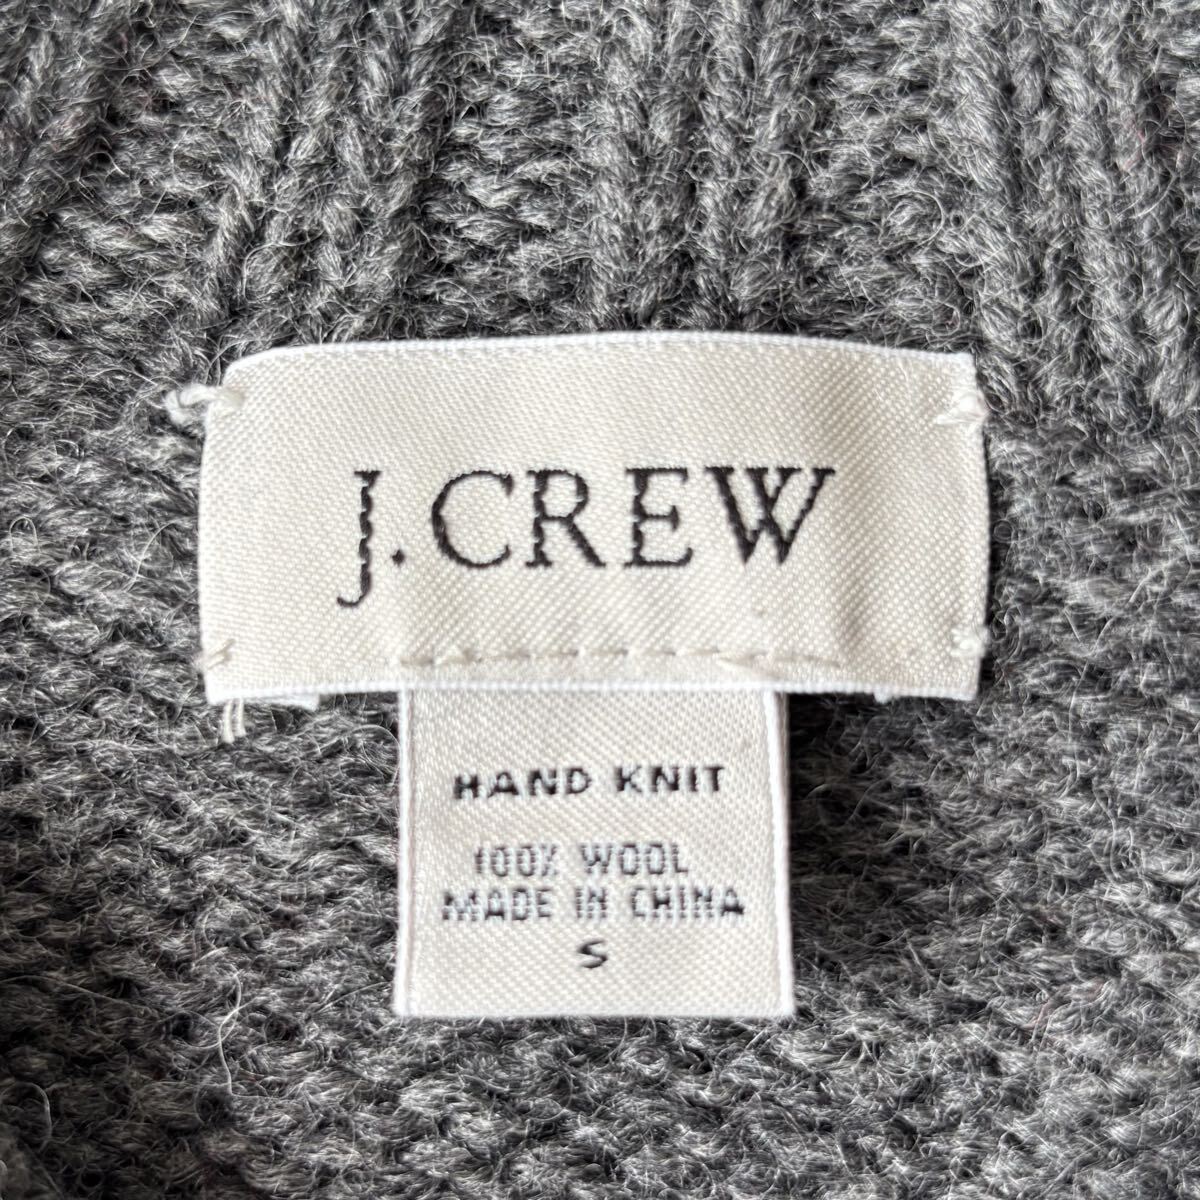 J.CREW
HAND KNIT
100% WOOL
MADE IN CHINA
S